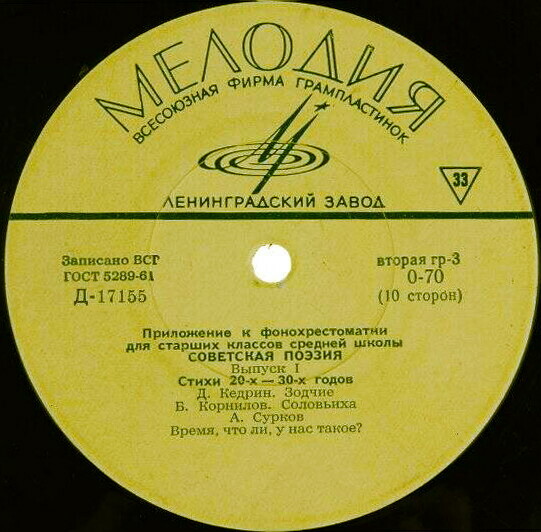 МЕЛОДИЯ
ВСЕСОЮЗНАЯ ФИРМА ГРАМПЛАСТИНОК
ЛЕНИНГРАДСКИЙ ЗАВОД
33
Записано ВСГ
ГОСТ 5289-61
Д-17155
вторая гр-3
0-70
(10 сторон)
Приложение к фонохрестоматии
для старших классов средней школы
СОВЕТСКАЯ ПОЭЗИЯ
Выпуск I
Стихи 20-х — 30-х годов
Д. Кедрин. Зодчие
Б. Корнилов. Соловьиха
А. Сурков
Время, что ли, у нас такое?